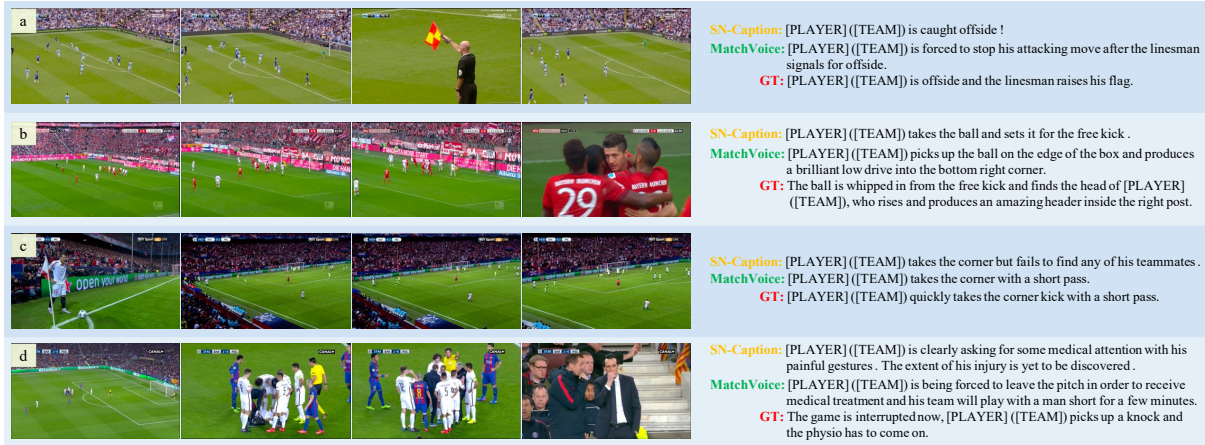 a
SN-Caption: [PLAYER] ([TEAM]) is caught offside !
MatchVoice: [PLAYER] ([TEAM]) is forced to stop his attacking move after the linesman
signals for offside.
GT: [PLAYER] ([TEAM]) is offside and the linesman raises his flag.
b
29
SN-Caption: [PLAYER] ([TEAM]) takes the ball and sets it for the free kick .
MatchVoice: [PLAYER] ([TEAM]) picks up the ball on the edge of the box and produces
a brilliant low drive into the bottom right corner.
GT: The ball is whipped in from the free kick and finds the head of [PLAYER]
([TEAM]), who rises and produces an amazing header inside the right post.
c
open your world
SN-Caption: [PLAYER] ([TEAM]) takes the corner but fails to find any of his teammates .
MatchVoice: [PLAYER] ([TEAM]) takes the corner with a short pass.
GT: [PLAYER] ([TEAM]) quickly takes the corner kick with a short pass.
d
CANAL+
CANAL+
CANAL+
SN-Caption: [PLAYER] ([TEAM]) is clearly asking for some medical attention with his
painful gestures . The extent of his injury is yet to be discovered .
MatchVoice: [PLAYER] ([TEAM]) is being forced to leave the pitch in order to receive
medical treatment and his team will play with a man short for a few minutes.
GT: The game is interrupted now, [PLAYER] ([TEAM]) picks up a knock and
the physio has to come on.